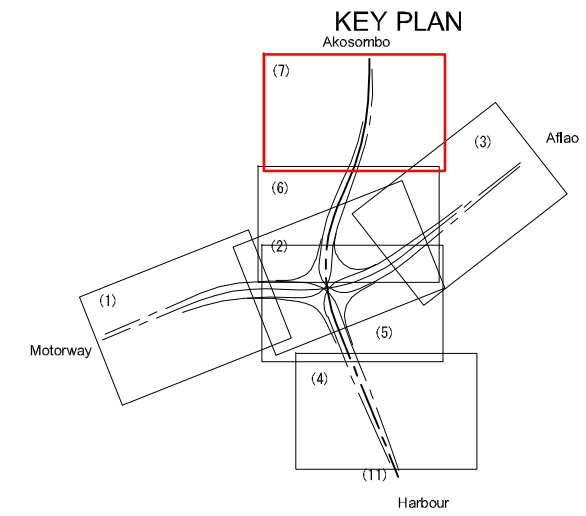 KEY PLAN
Akosombo
(7)
(3)
Aflao
(6)
(2)
(1)
(5)
Motorway
(4)
(11)
Harbour